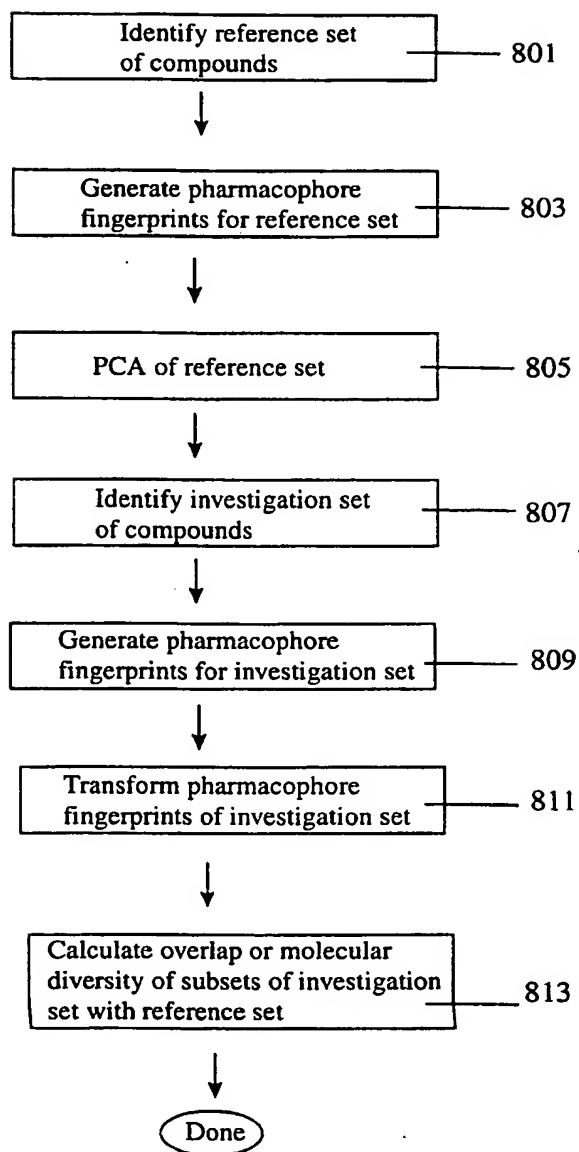 Identify reference set
of compounds
801
Generate pharmacophore
fingerprints for reference set
803
PCA of reference set
805
Identify investigation set
of compounds
807
Generate pharmacophore
fingerprints for investigation set
809
Transform pharmacophore
fingerprints of investigation set
811
Calculate overlap or molecular
diversity of subsets of investigation
set with reference set
813
Done